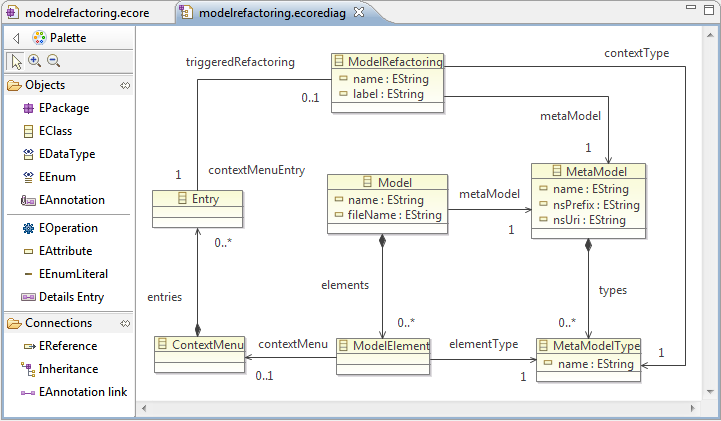 modelrefactoring.ecore
modelrefactoring.ecorediag
Palette
Objects
EPackage
EClass
EDataType
EEnum
EAnnotation
EOperation
EAttribute
EEnumLiteral
Details Entry
Connections
EReference
Inheritance
EAnnotation link
triggeredRefactoring
ModelRefactoring
name : EString
label : EString
contextType
0..1
metaModel
1
1
contextMenuEntry
Entry
Model
name : EString
fileName : EString
metaModel
1
MetaModel
name : EString
nsPrefix : EString
nsUri : EString
0..*
entries
elements
types
0..*
0..*
ContextMenu
contextMenu
0..1
ModelElement
elementType
1
MetaModelType
name : EString
1